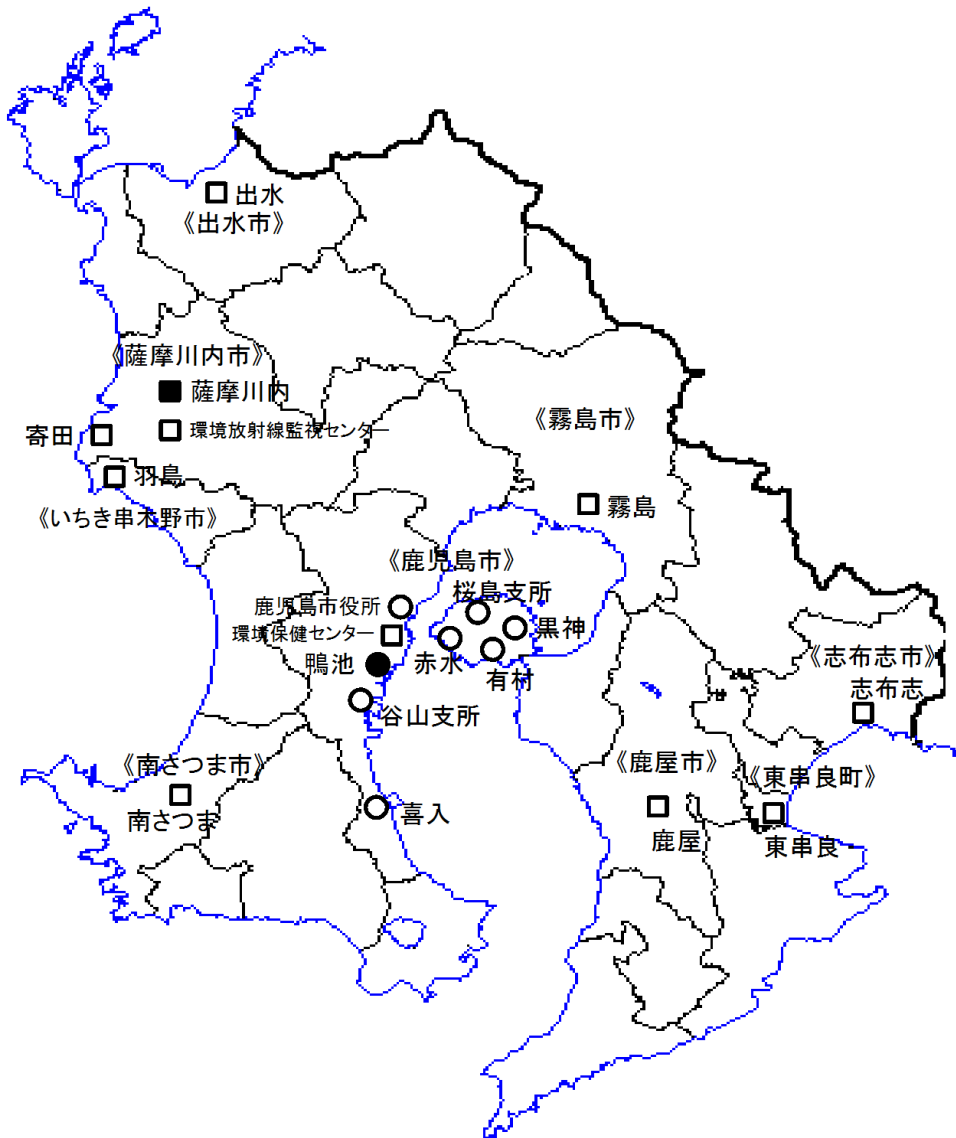 出水
《出水市》
《薩摩川内市》
薩摩川内
環境放射線監視センター
寄田
羽島
《いちき串木野市》
《霧島市》
霧島
《鹿児島市》
桜島支所
鹿児島市役所
環境保健センター
黒神
鴨池
赤水
有村
谷山支所
《志布志市》
志布志
《南さつま市》
南さつま
喜入
《鹿屋市》
鹿屋
《東串良町》
東串良